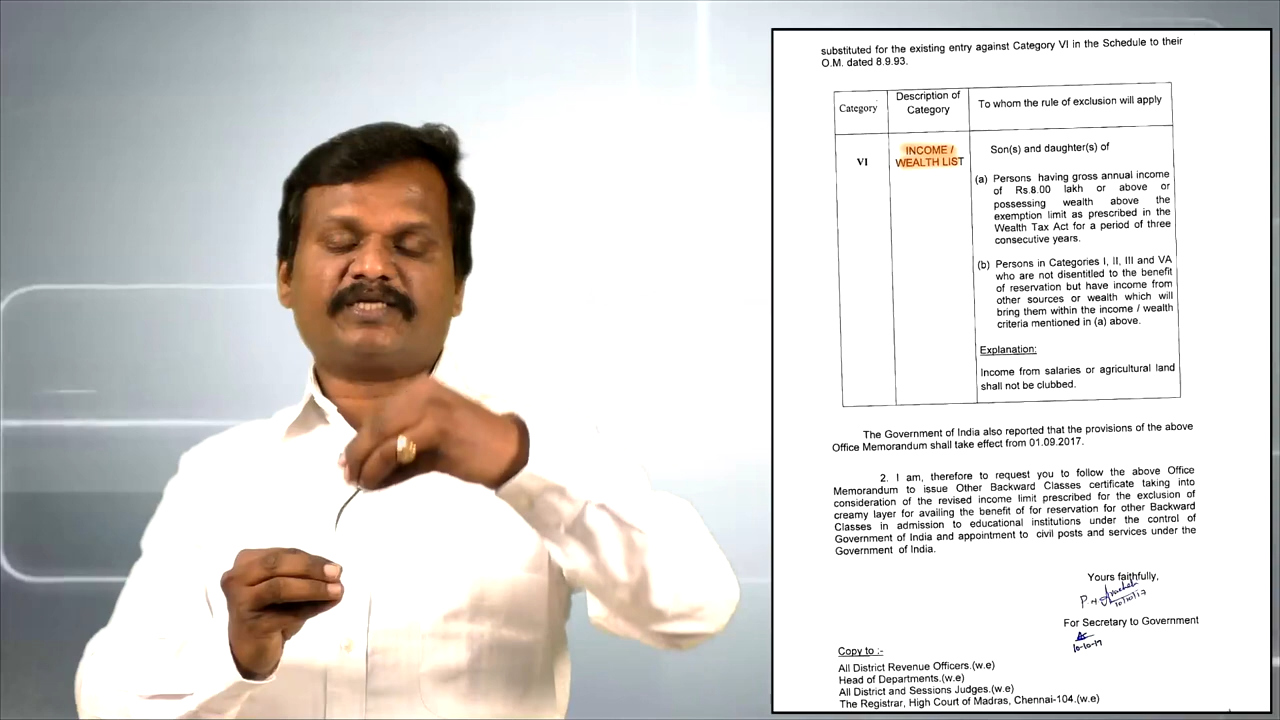 substituted for the existing entry against Category VI in the Schedule to their
O.M. dated 8.9.93.
Category
Description of
Category
To whom the rule of exclusion will apply
VI
INCOME /
WEALTH LIST
Son(s) and daughter(s) of
(a) Persons having gross annual income
of Rs.8.00 lakh or above or
possessing wealth above the
exemption limit as prescribed in the
Wealth Tax Act for a period of three
consecutive years.
(b) Persons in Categories I, II, III and VA
who are not disentitled to the benefit
of reservation but have income from
other sources or wealth which will
bring them within the income / wealth
criteria mentioned in (a) above.
Explanation:
Income from salaries or agricultural land
shall not be clubbed.
The Government of India also reported that the provisions of the above
Office Memorandum shall take effect from 01.09.2017.
2. I am, therefore to request you to follow the above Office
Memorandum to issue Other Backward Classes certificate taking into
consideration of the revised income limit prescribed for the exclusion of
creamy layer for availing the benefit of for reservation for other Backward
Classes in admission to educational institutions under the control of
Government of India and appointment to civil posts and services under the
Government of India.
Yours faithfully,
For Secretary to Government
10-10-17
Copy to :-
All District Revenue Officers.(w.e)
Head of Departments.(w.e)
All District and Sessions Judges.(w.e)
The Registrar, High Court of Madras, Chennai-104.(w.e)